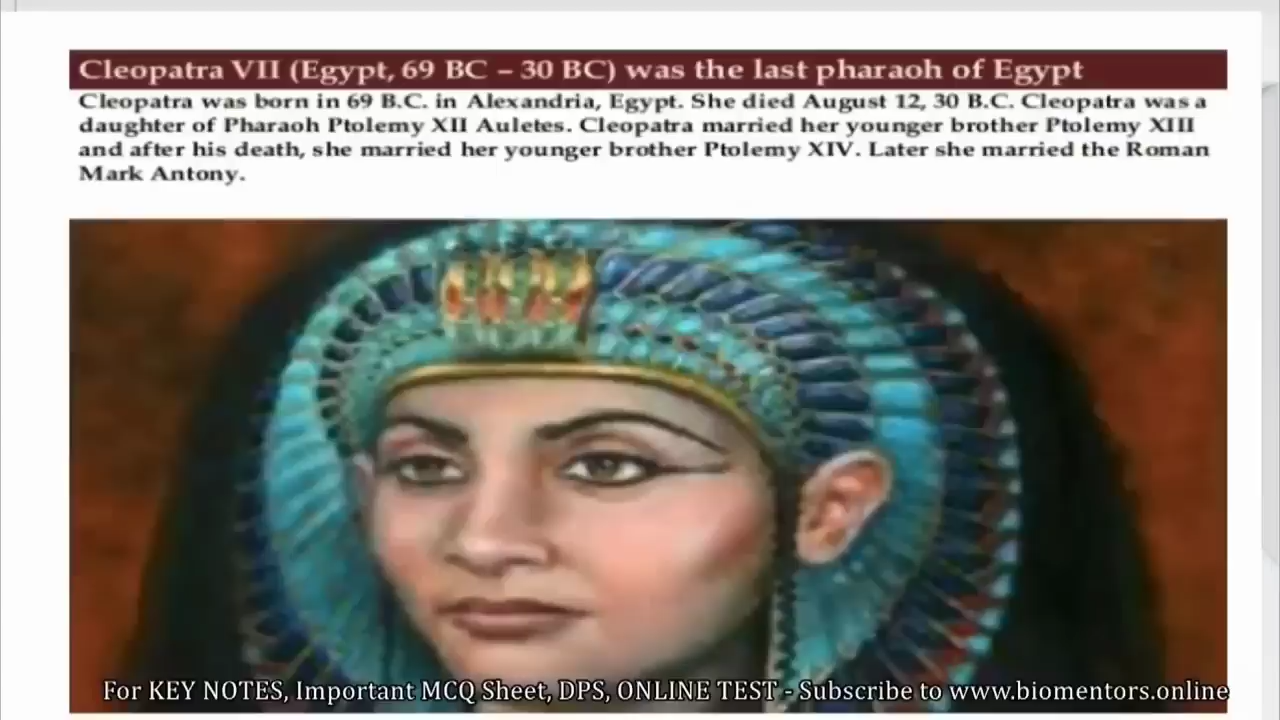 Cleopatra VII (Egypt, 69 BC – 30 BC) was the last pharaoh of Egypt
Cleopatra was born in 69 B.C. in Alexandria, Egypt. She died August 12, 30 B.C. Cleopatra was a
daughter of Pharaoh Ptolemy XII Auletes. Cleopatra married her younger brother Ptolemy XIII
and after his death, she married her younger brother Ptolemy XIV. Later she married the Roman
Mark Antony.
For KEY NOTES, Important MCQ Sheet, DPS, ONLINE TEST - Subscribe to www.biomentors.online